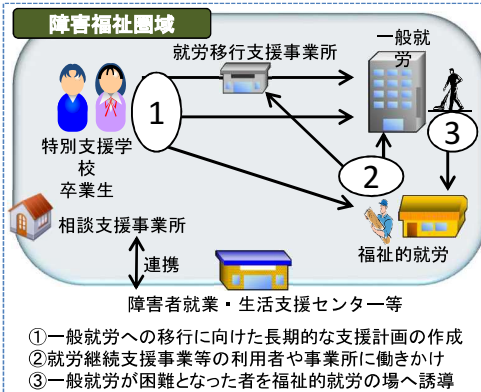 障害福祉圏域
就労移行支援事業所
一般就
労
1
3
特別支援学
校
卒業生
2
相談支援事業所
福祉的就労
連携
障害者就業・生活支援センター等
①一般就労への移行に向けた長期的な支援計画の作成
②就労継続支援事業等の利用者や事業所に働きかけ
③一般就労が困難となった者を福祉的就労の場へ誘導